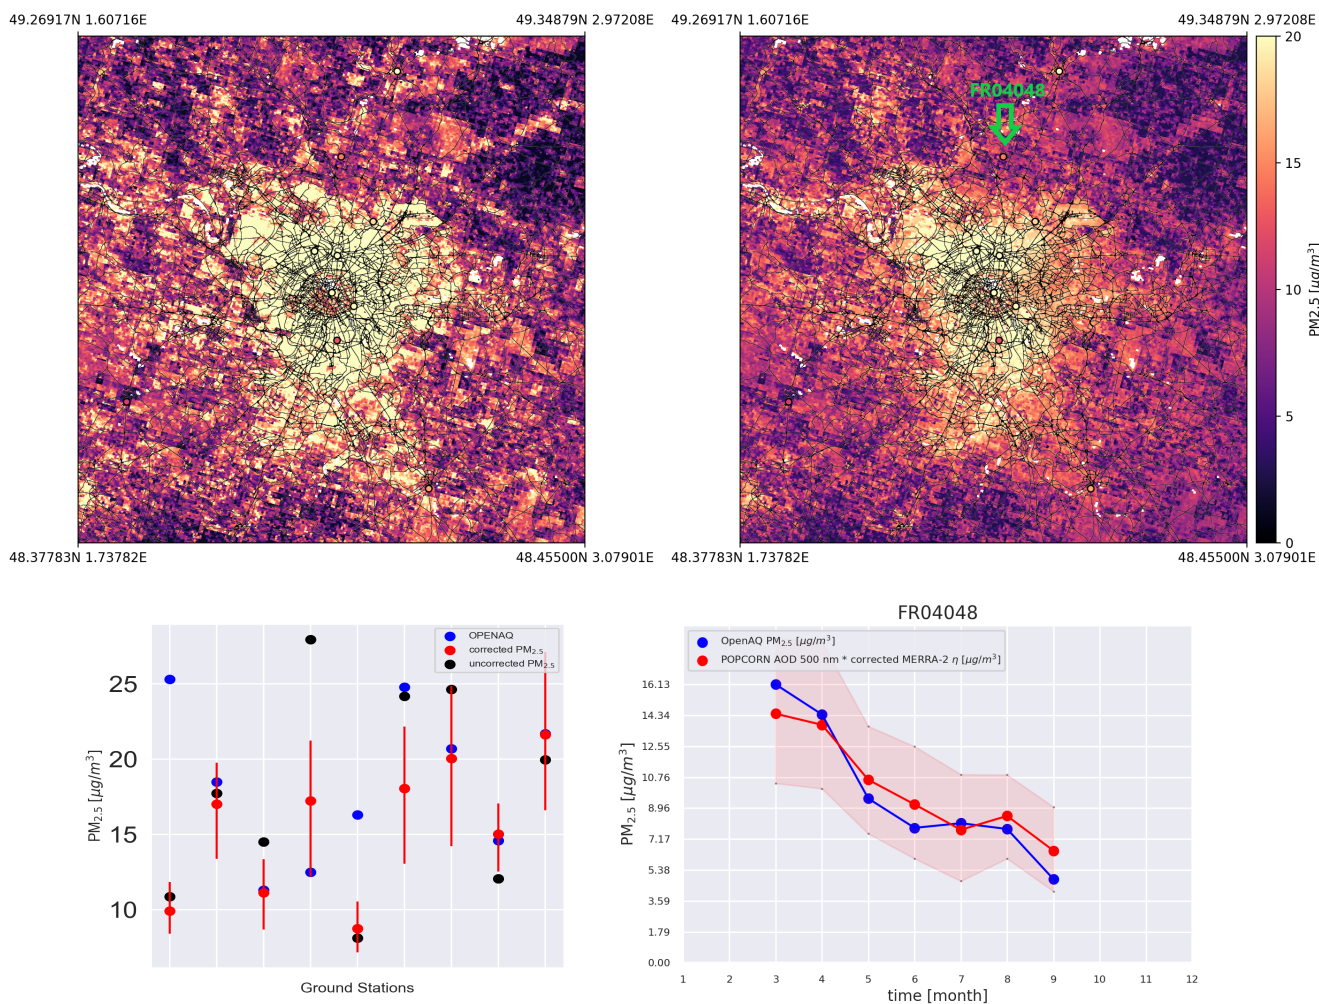 49.26917N 1.60716E
49.34879N 2.97208E
49.26917N 1.60716E
49.34879N 2.97208E
FR04048
20
15
10
5
0
PM2.5 [µg/m³]
48.37783N 1.73782E
48.45500N 3.07901E
48.37783N 1.73782E
48.45500N 3.07901E
OPENAQ
corrected PM₂.₅
uncorrected PM₂.₅
25
20
15
10
PM₂.₅ [µg/m³]
Ground Stations
FR04048
OpenAQ PM₂.₅ [µg/m³]
POPCORN AOD 500 nm * corrected MERRA-2 η [µg/m³]
16.13
14.34
12.55
10.76
8.96
7.17
5.38
3.59
1.79
0.00
PM₂.₅ [µg/m³]
1 2 3 4 5 6 7 8 9 10 11 12
time [month]